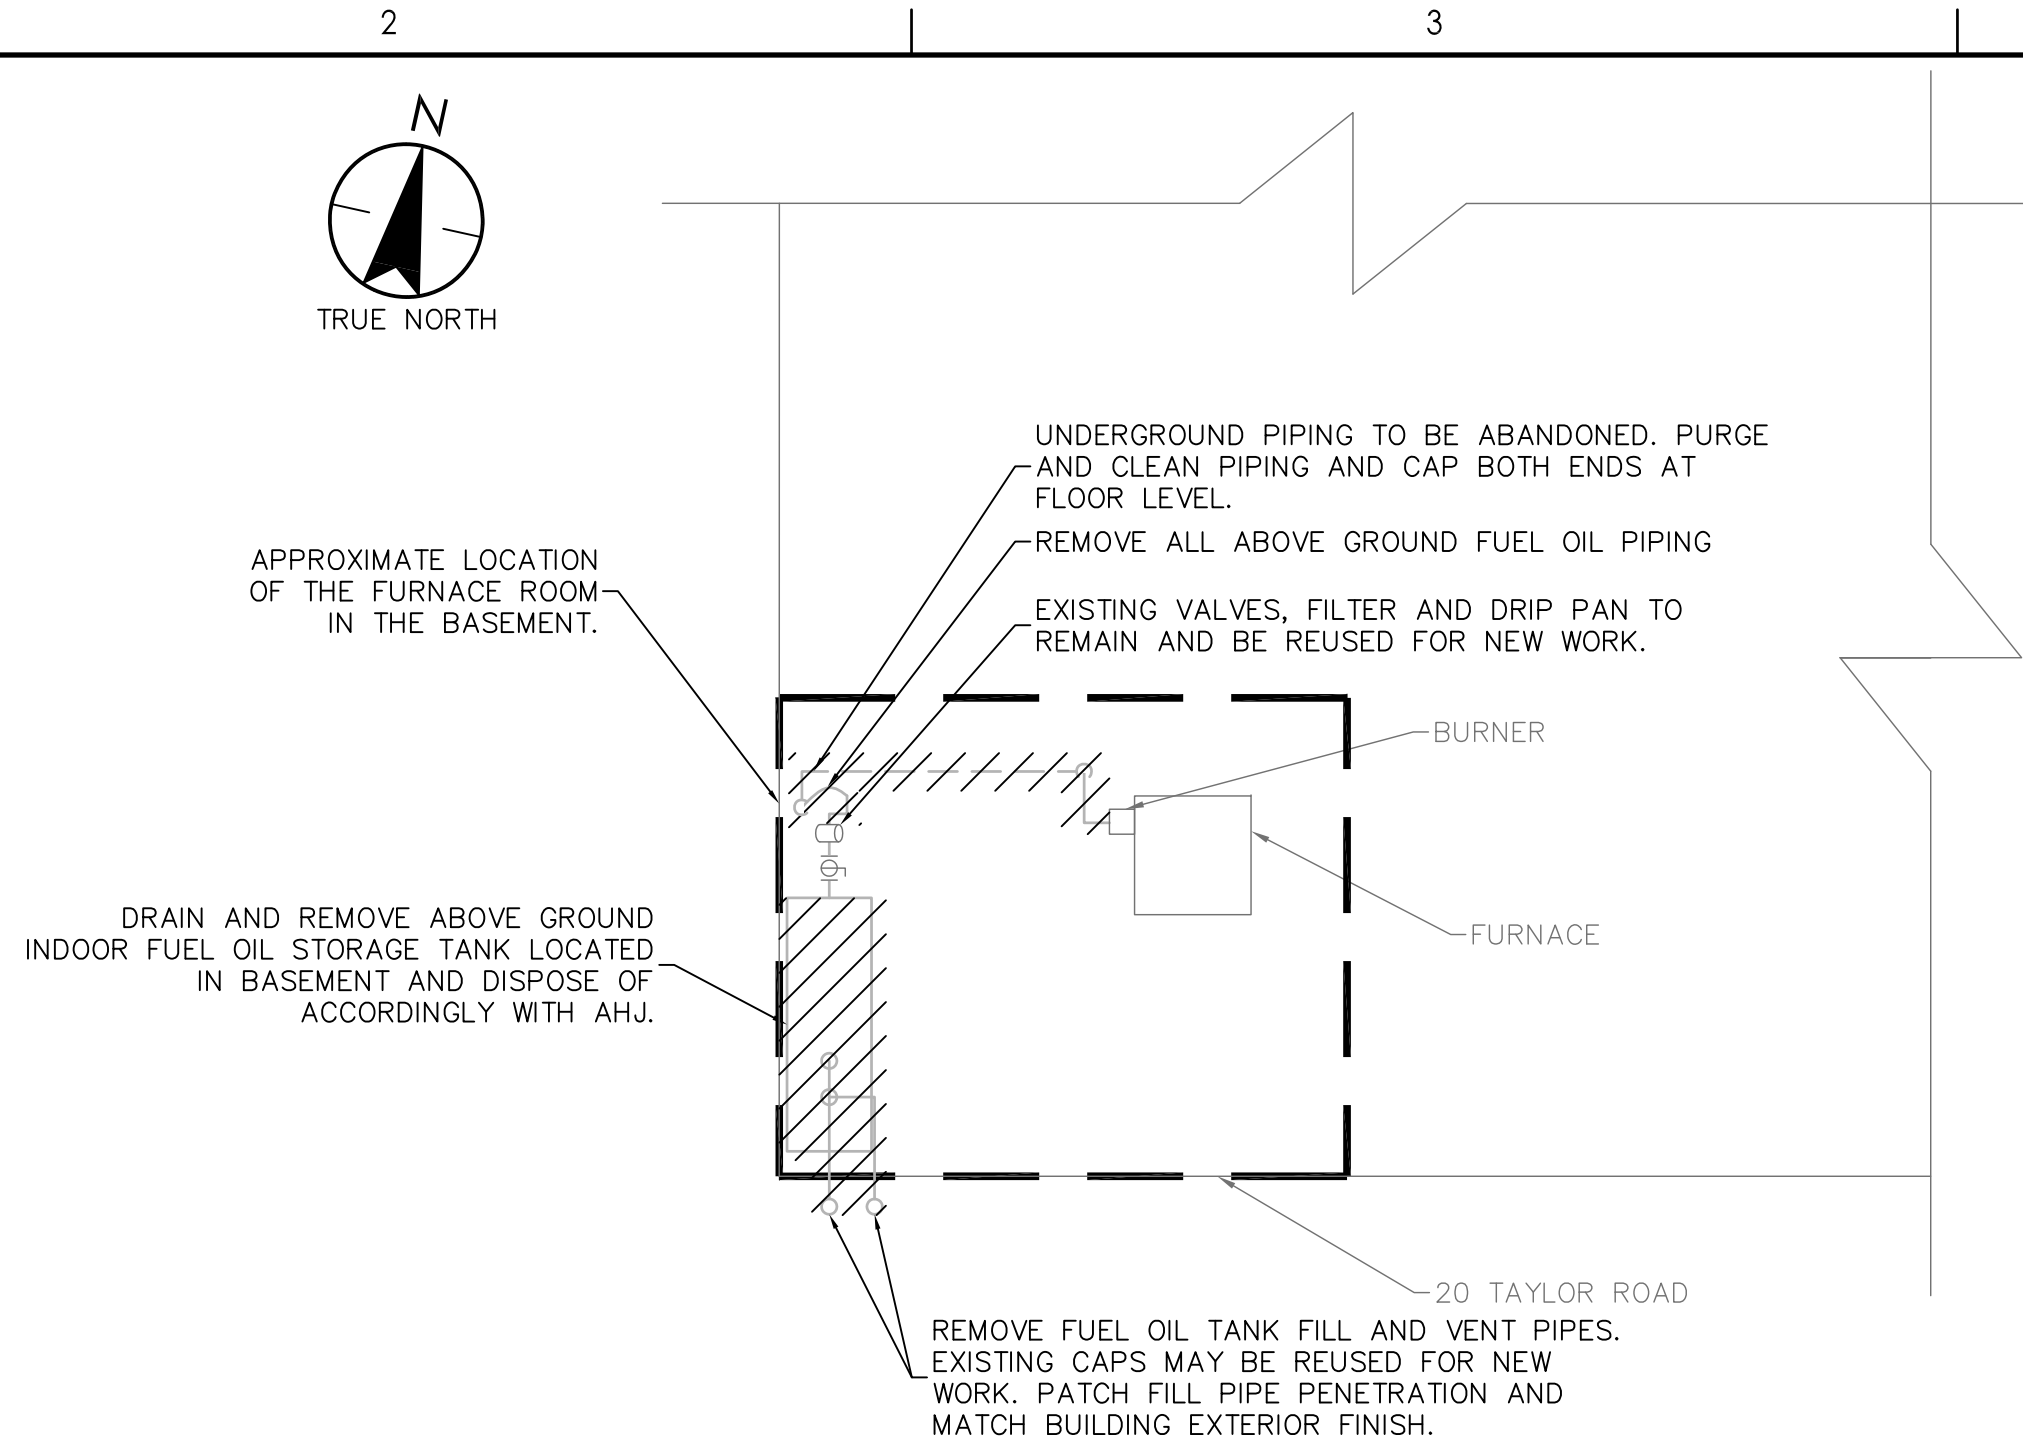 2
3
N
TRUE NORTH
UNDERGROUND PIPING TO BE ABANDONED. PURGE
AND CLEAN PIPING AND CAP BOTH ENDS AT
FLOOR LEVEL.
REMOVE ALL ABOVE GROUND FUEL OIL PIPING
APPROXIMATE LOCATION
OF THE FURNACE ROOM
IN THE BASEMENT.
EXISTING VALVES, FILTER AND DRIP PAN TO
REMAIN AND BE REUSED FOR NEW WORK.
BURNER
DRAIN AND REMOVE ABOVE GROUND
INDOOR FUEL OIL STORAGE TANK LOCATED
IN BASEMENT AND DISPOSE OF
ACCORDINGLY WITH AHJ.
FURNACE
20 TAYLOR ROAD
REMOVE FUEL OIL TANK FILL AND VENT PIPES.
EXISTING CAPS MAY BE REUSED FOR NEW
WORK. PATCH FILL PIPE PENETRATION AND
MATCH BUILDING EXTERIOR FINISH.